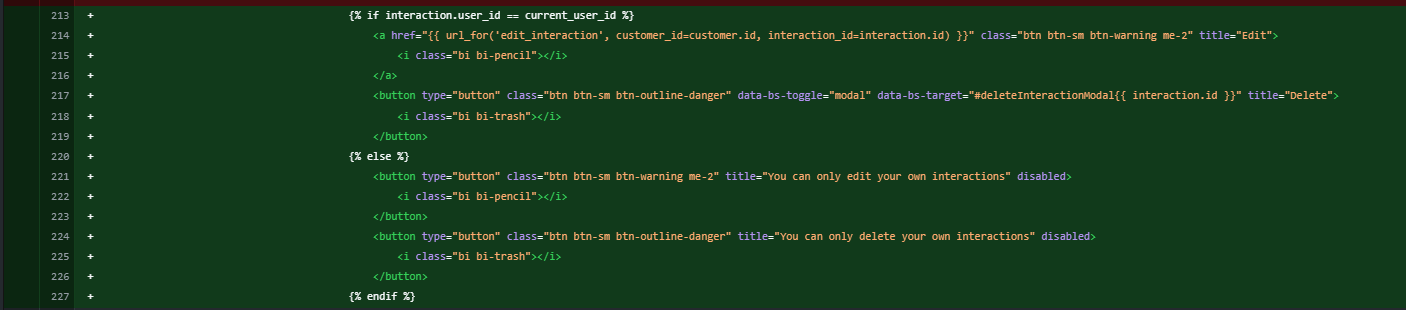 213 + {% if interaction.user_id == current_user_id %}
214 + <a href="{{ url_for('edit_interaction', customer_id=customer.id, interaction_id=interaction.id) }}" class="btn btn-sm btn-warning me-2" title="Edit">
215 + <i class="bi bi-pencil"></i>
216 + </a>
217 + <button type="button" class="btn btn-sm btn-outline-danger" data-bs-toggle="modal" data-bs-target="#deleteInteractionModal{{ interaction.id }}" title="Delete">
218 + <i class="bi bi-trash"></i>
219 + </button>
220 + {% else %}
221 + <button type="button" class="btn btn-sm btn-warning me-2" title="You can only edit your own interactions" disabled>
222 + <i class="bi bi-pencil"></i>
223 + </button>
224 + <button type="button" class="btn btn-sm btn-outline-danger" title="You can only delete your own interactions" disabled>
225 + <i class="bi bi-trash"></i>
226 + </button>
227 + {% endif %}